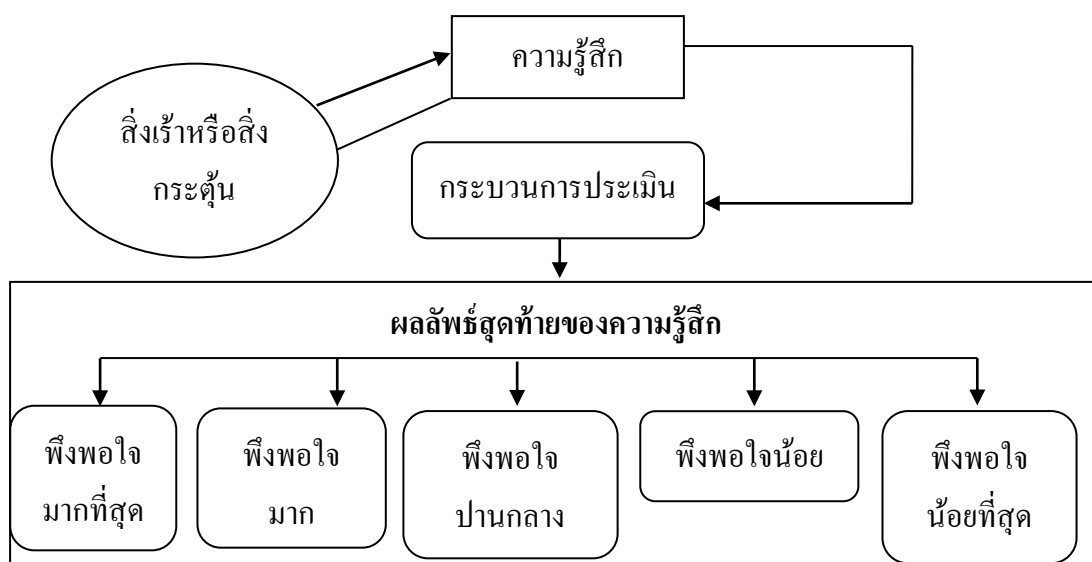 ความรู้สึก
สิ่งเร้าหรือสิ่ง
กระตุ้น
กระบวนการประเมิน
ผลลัพธ์สุดท้ายของความรู้สึก
พึงพอใจ
มากที่สุด
พึงพอใจ
มาก
พึงพอใจ
ปานกลาง
พึงพอใจน้อย
พึงพอใจ
น้อยที่สุด